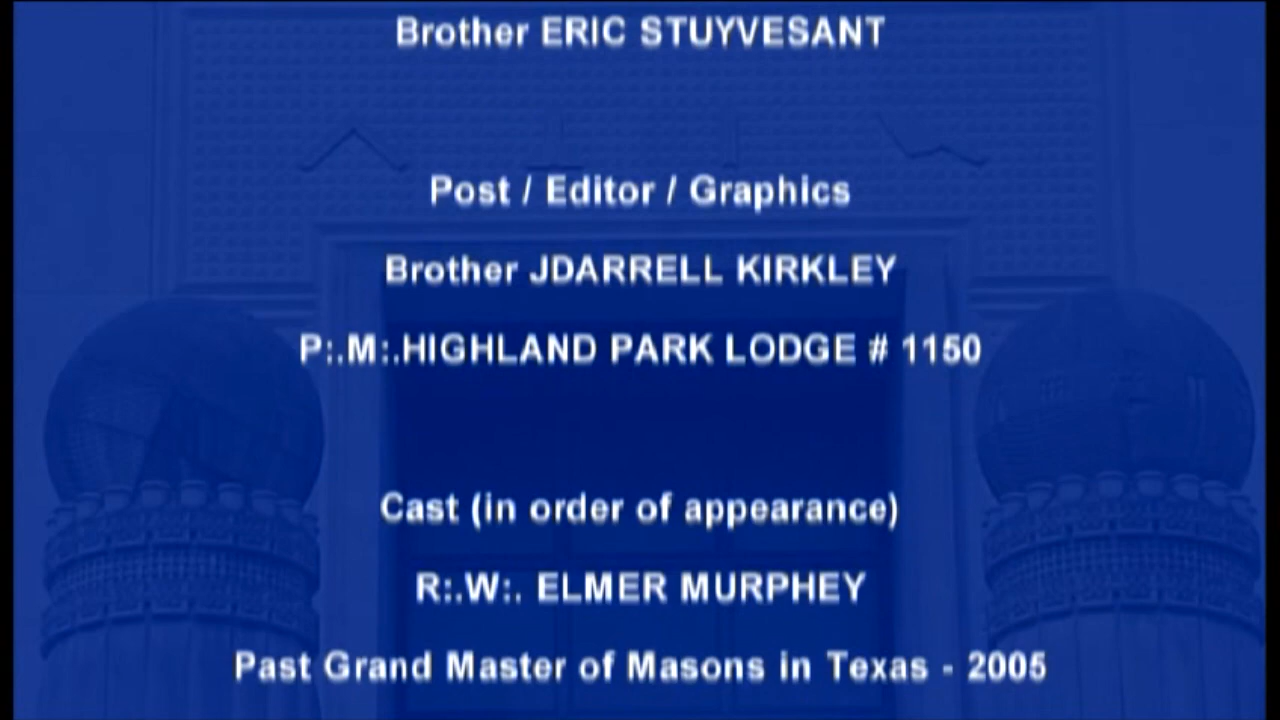 Brother ERIC STUYVESANT
Post / Editor / Graphics
Brother JDARRELL KIRKLEY
P:.M:.HIGHLAND PARK LODGE # 1150
Cast (in order of appearance)
R:.W:. ELMER MURPHEY
Past Grand Master of Masons in Texas - 2005